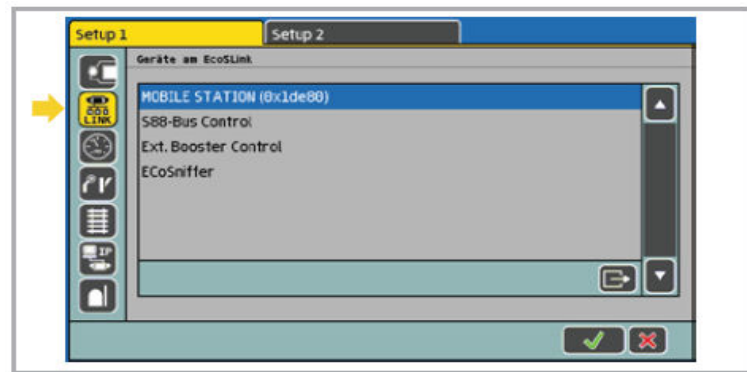 Setup 1
Setup 2
Geräte am EcoSLink
LINK
MOBILE STATION (0x1de80)
S88-Bus Control
Ext. Booster Control
ECoSniffer
IP